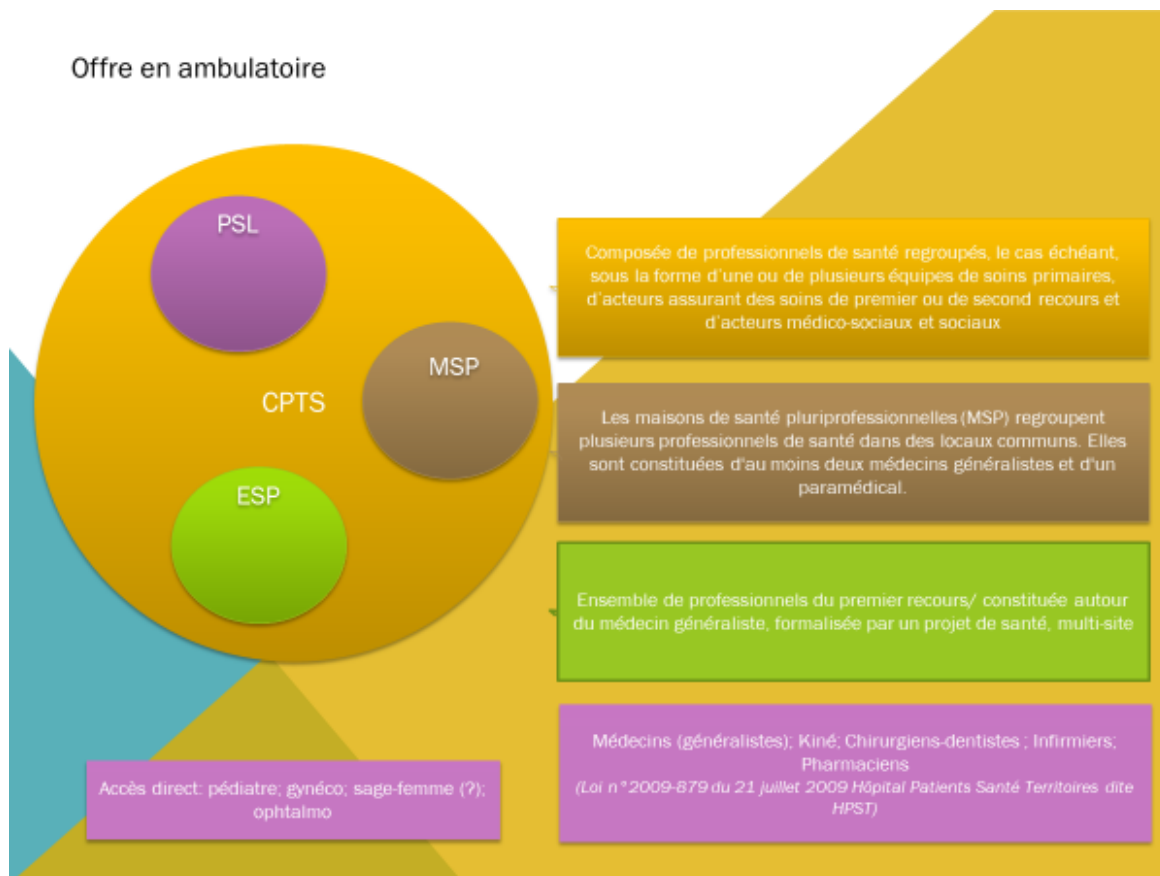 Offre en ambulatoire
PSL
MSP
CPTS
ESP
Composée de professionnels de santé regroupés, le cas échéant,
sous la forme d'une ou de plusieurs équipes de soins primaires,
d'acteurs assurant des soins de premier ou de second recours et
d'acteurs médico-sociaux et sociaux
Les maisons de santé pluriprofessionnelles (MSP) regroupent
plusieurs professionnels de santé dans des locaux communs. Elles
sont constituées d'au moins deux médecins généralistes et d'un
paramédical.
Ensemble de professionnels du premier recours/ constituée autour
du médecin généraliste, formalisée par un projet de santé, multi-site
Médecins (généralistes); Kiné; Chirurgiens-dentistes ; Infirmiers;
Pharmaciens
(Loi n°2009-879 du 21 juillet 2009 Hôpital Patients Santé Territoires dite
HPST)
Accès direct: pédiatre; gynéco; sage-femme (?);
ophtalmo